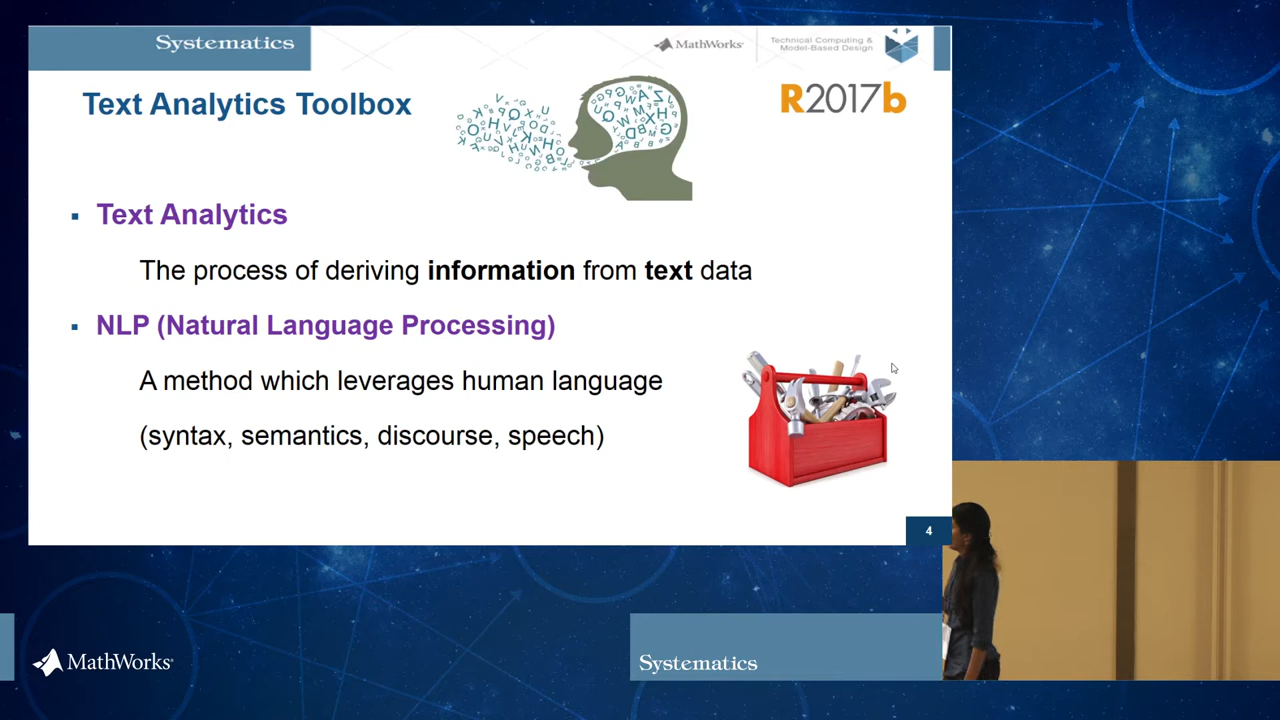 Systematics
MathWorks
Technical Computing &
Model-Based Design
Text Analytics Toolbox
R2017b
▪ Text Analytics
The process of deriving information from text data
▪ NLP (Natural Language Processing)
A method which leverages human language
(syntax, semantics, discourse, speech)
4
MathWorks®
Systematics